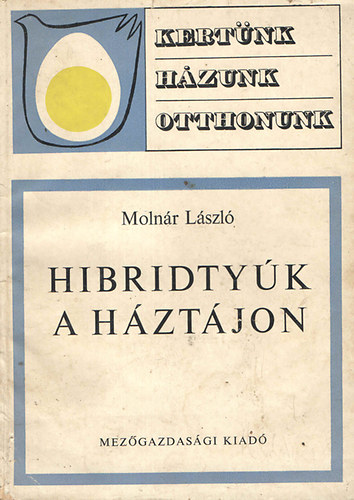 KERTÜNK
HÁZUNK
OTTHONUNK
Molnár László
HIBRIDTYÚK
A HÁZTÁJON
MEZŐGAZDASÁGI KIADÓ